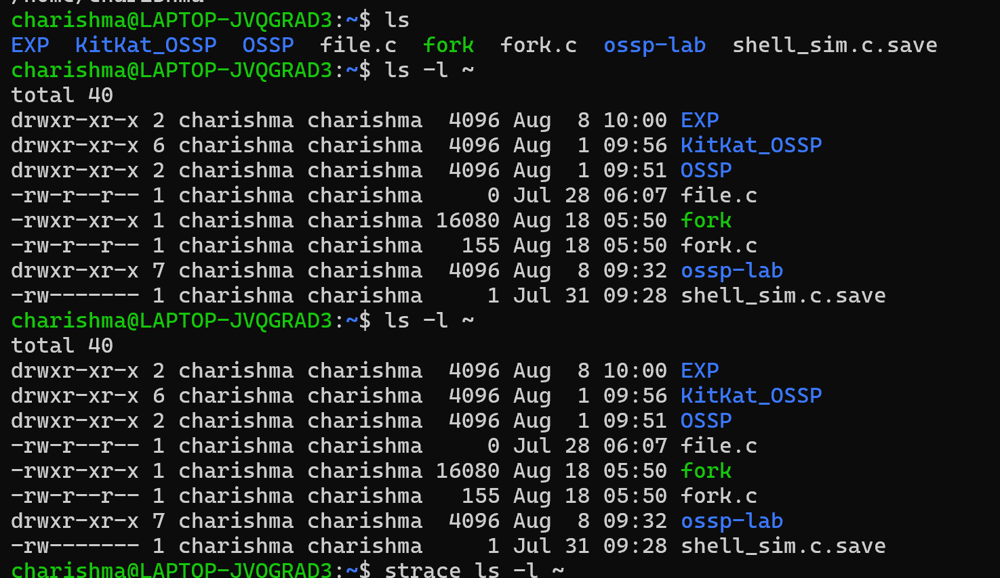 /home/charishma
charishma@LAPTOP-JVQGRAD3:~$ ls
EXP  KitKat_OSSP  OSSP  file.c  fork  fork.c  ossp-lab  shell_sim.c.save
charishma@LAPTOP-JVQGRAD3:~$ ls -l ~
total 40
drwxr-xr-x 2 charishma charishma  4096 Aug  8 10:00 EXP
drwxr-xr-x 6 charishma charishma  4096 Aug  1 09:56 KitKat_OSSP
drwxr-xr-x 2 charishma charishma  4096 Aug  1 09:51 OSSP
-rw-r--r-- 1 charishma charishma     0 Jul 28 06:07 file.c
-rwxr-xr-x 1 charishma charishma 16080 Aug 18 05:50 fork
-rw-r--r-- 1 charishma charishma   155 Aug 18 05:50 fork.c
drwxr-xr-x 7 charishma charishma  4096 Aug  8 09:32 ossp-lab
-rw------- 1 charishma charishma     1 Jul 31 09:28 shell_sim.c.save
charishma@LAPTOP-JVQGRAD3:~$ ls -l ~
total 40
drwxr-xr-x 2 charishma charishma  4096 Aug  8 10:00 EXP
drwxr-xr-x 6 charishma charishma  4096 Aug  1 09:56 KitKat_OSSP
drwxr-xr-x 2 charishma charishma  4096 Aug  1 09:51 OSSP
-rw-r--r-- 1 charishma charishma     0 Jul 28 06:07 file.c
-rwxr-xr-x 1 charishma charishma 16080 Aug 18 05:50 fork
-rw-r--r-- 1 charishma charishma   155 Aug 18 05:50 fork.c
drwxr-xr-x 7 charishma charishma  4096 Aug  8 09:32 ossp-lab
-rw------- 1 charishma charishma     1 Jul 31 09:28 shell_sim.c.save
charishma@LAPTOP-JVQGRAD3:~$ strace ls -l ~